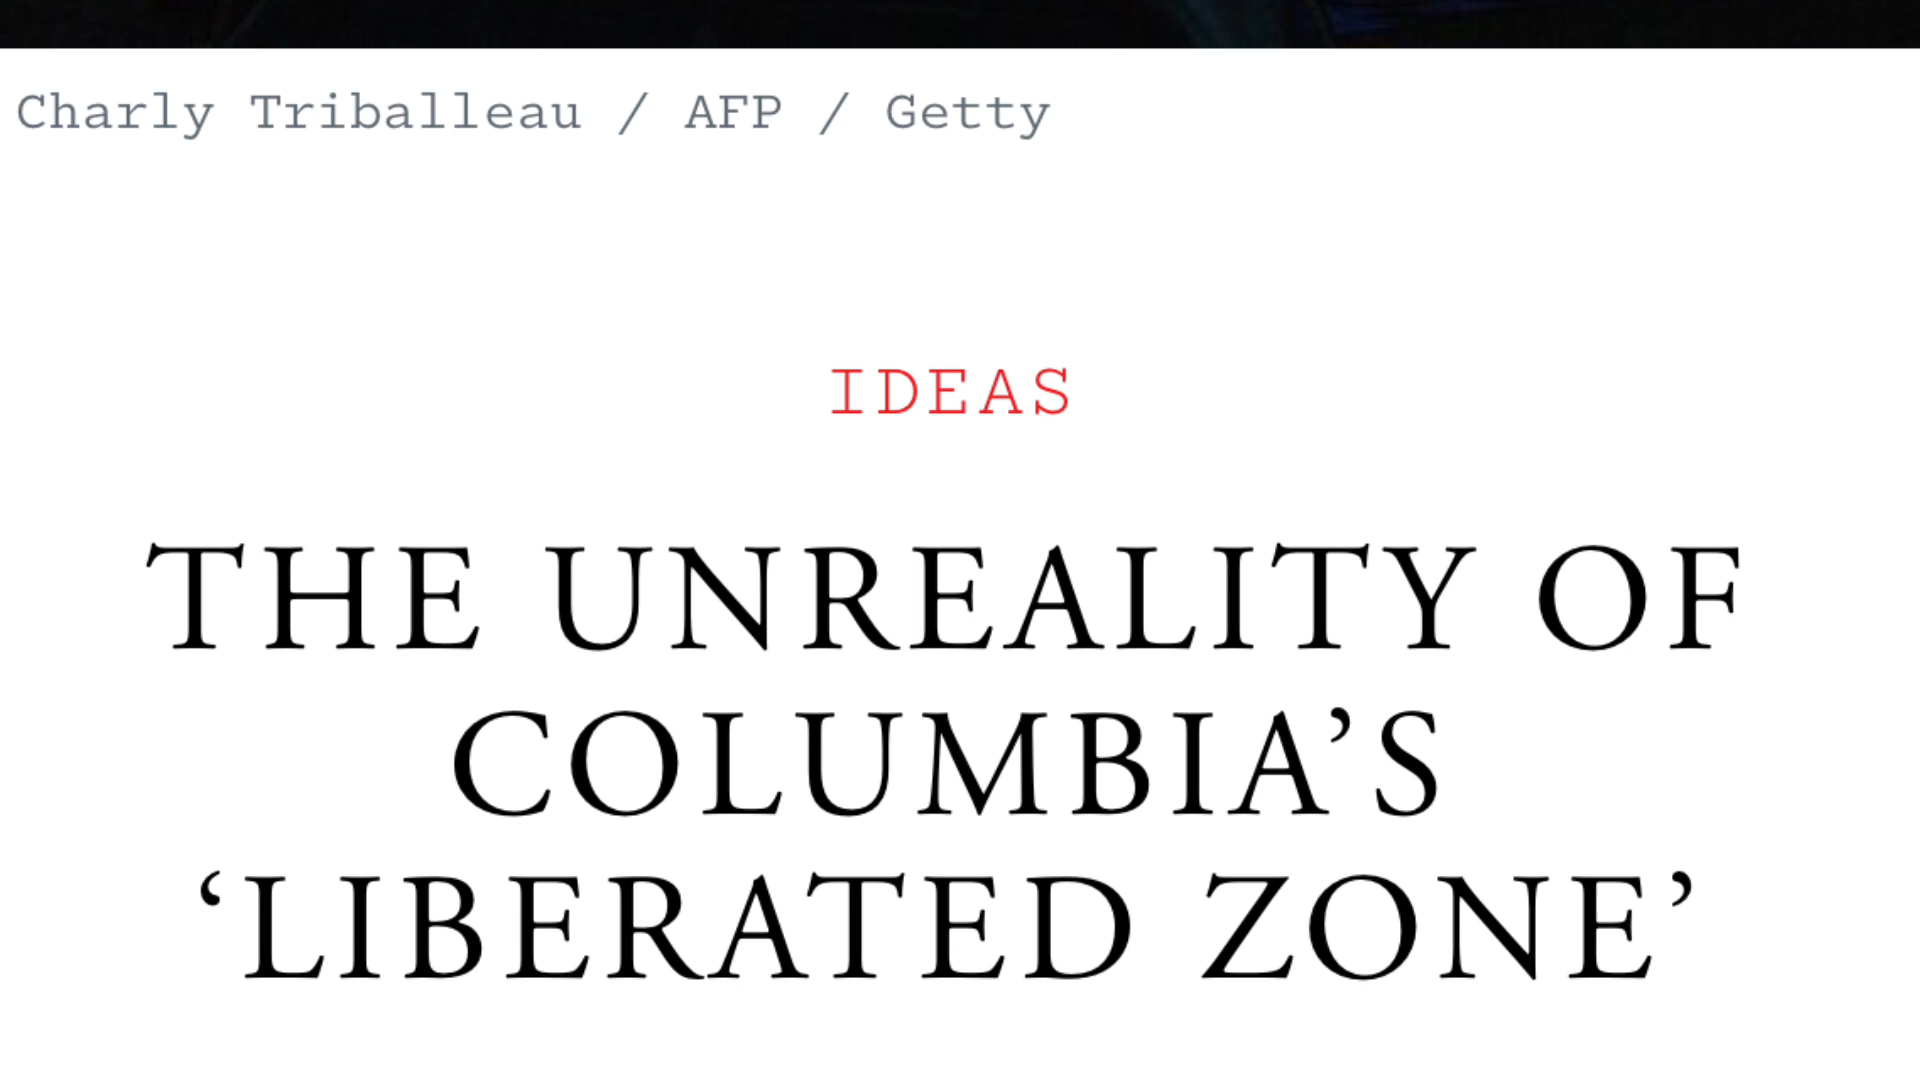 Charly Triballeau / AFP / Getty
IDEAS
THE UNREALITY OF
COLUMBIA’S
‘LIBERATED ZONE’